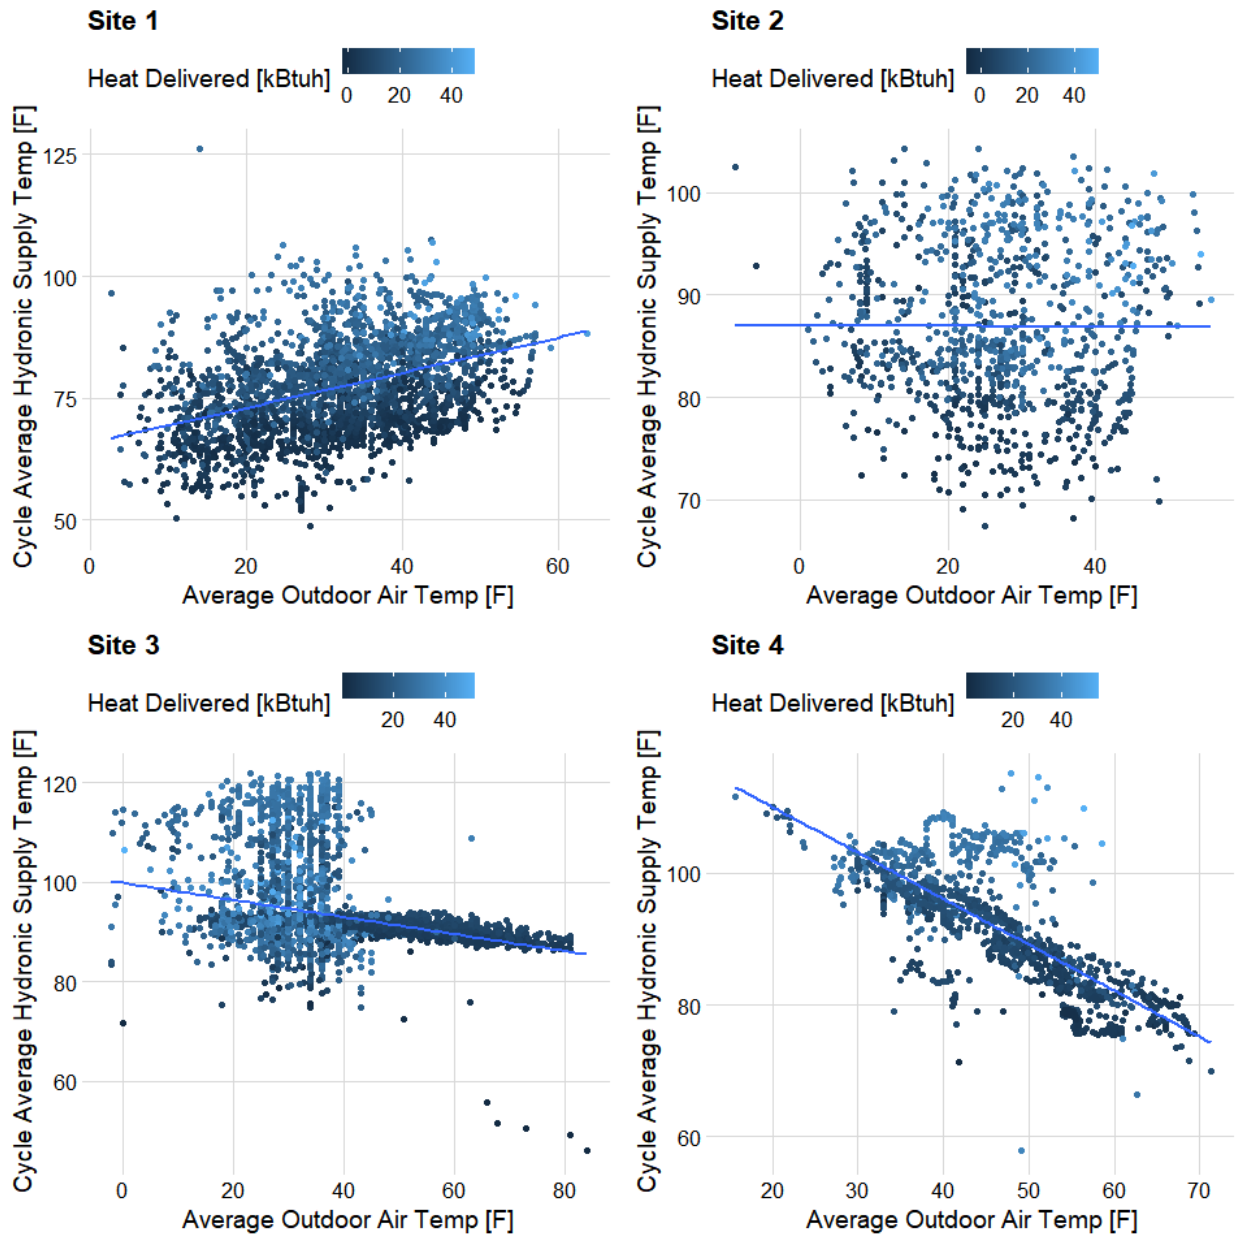 Site 1
Heat Delivered [kBtuh]
0 20 40
Cycle Average Hydronic Supply Temp [F]
125
100
75
50
0 20 40 60
Average Outdoor Air Temp [F]
Site 2
Heat Delivered [kBtuh]
0 20 40
Cycle Average Hydronic Supply Temp [F]
100
90
80
70
0 20 40
Average Outdoor Air Temp [F]
Site 3
Heat Delivered [kBtuh]
20 40
Cycle Average Hydronic Supply Temp [F]
120
100
80
60
0 20 40 60 80
Average Outdoor Air Temp [F]
Site 4
Heat Delivered [kBtuh]
20 40
Cycle Average Hydronic Supply Temp [F]
100
80
60
20 30 40 50 60 70
Average Outdoor Air Temp [F]